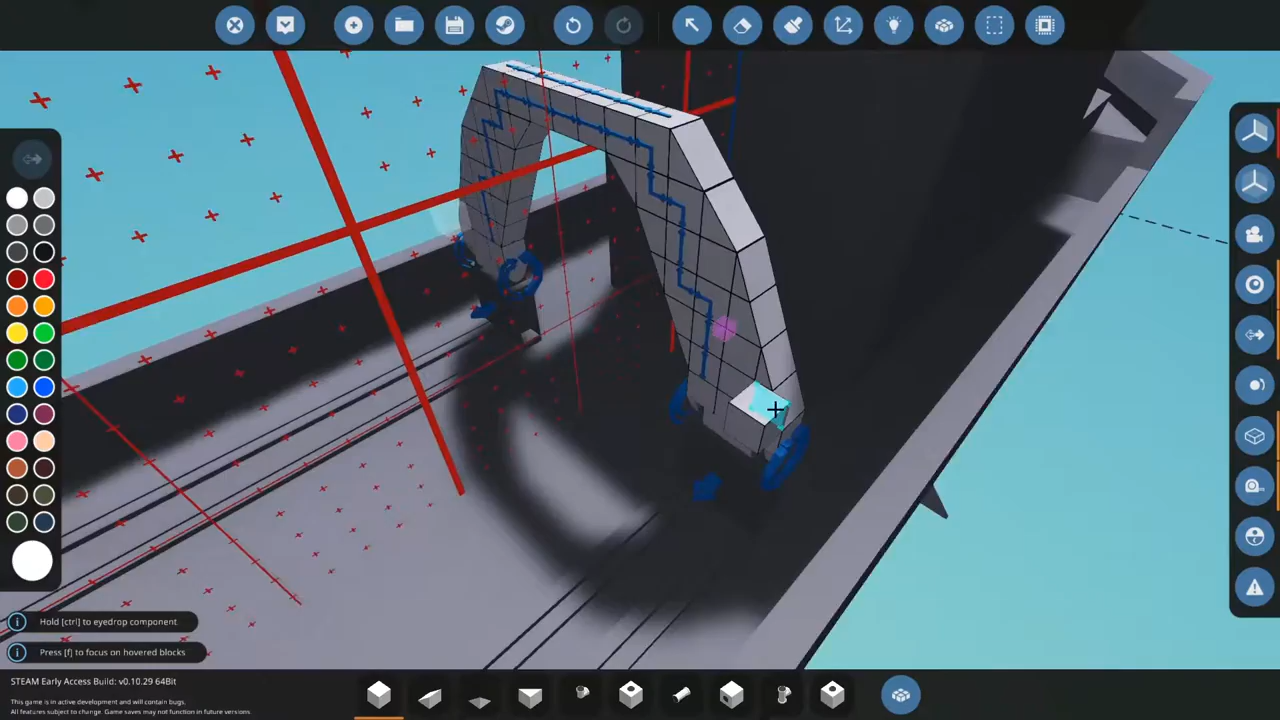 Hold [ctrl] to eyedrop component
Press [f] to focus on hovered blocks
STEAM Early Access Build: v0.10.29 64Bit
This game is in active development and will contain bugs.
All features subject to change. Game saves may not function in future versions.